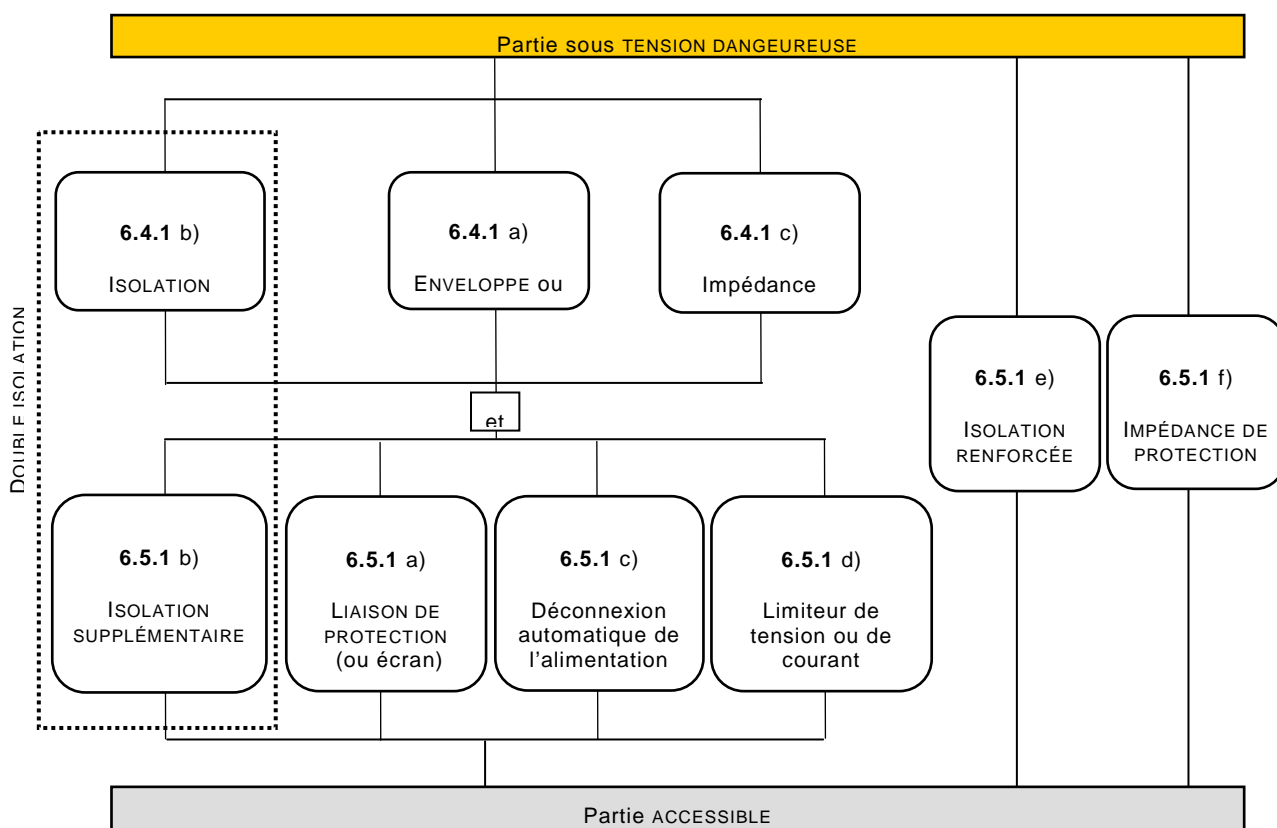 Partie sous TENSION DANGEUREUSE
DOUBLE ISOLATION
6.4.1 b)
ISOLATION
6.4.1 a)
ENVELOPPE ou
6.4.1 c)
Impédance
et
6.5.1 e)
ISOLATION
RENFORCÉE
6.5.1 f)
IMPÉDANCE DE
PROTECTION
6.5.1 b)
ISOLATION
SUPPLÉMENTAIRE
6.5.1 a)
LIAISON DE
PROTECTION
(ou écran)
6.5.1 c)
Déconnexion
automatique de
l'alimentation
6.5.1 d)
Limiteur de
tension ou de
courant
Partie ACCESSIBLE